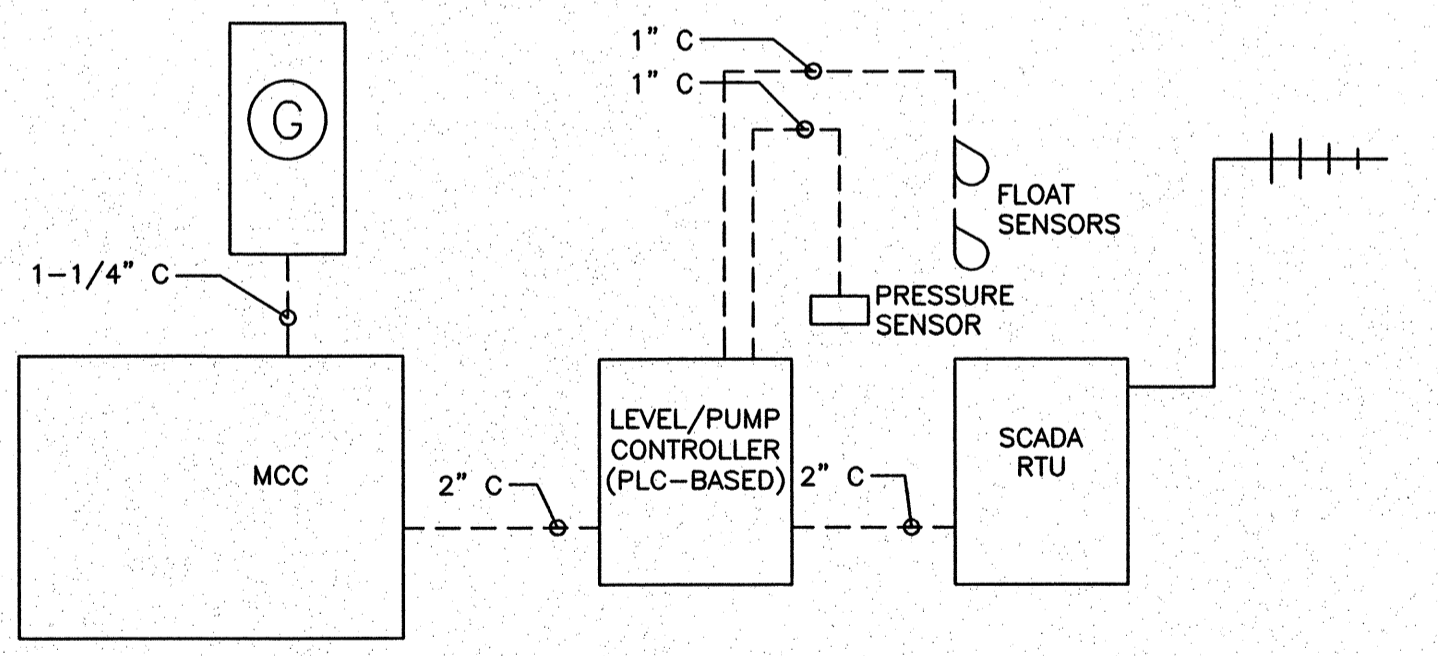 1" C
1" C
G
FLOAT
SENSORS
1-1/4" C
PRESSURE
SENSOR
LEVEL/PUMP
CONTROLLER
(PLC-BASED)
SCADA
RTU
MCC
2" C
2" C